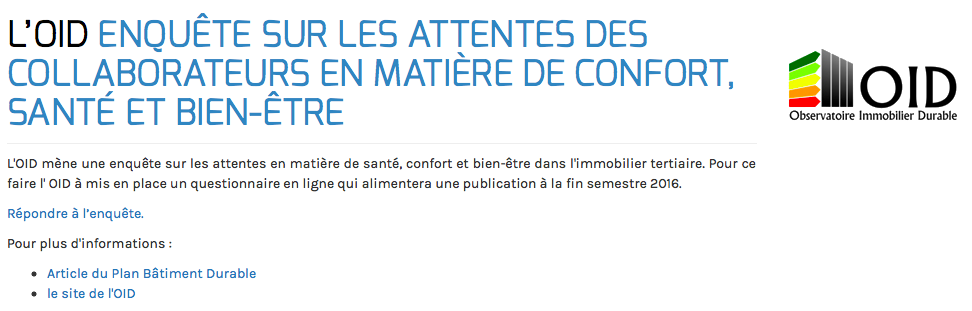 L'OID ENQUÊTE SUR LES ATTENTES DES
COLLABORATEURS EN MATIÈRE DE CONFORT,
SANTÉ ET BIEN-ÊTRE
OID
Observatoire Immobilier Durable
L'OID mène une enquête sur les attentes en matière de santé, confort et bien-être dans l'immobilier tertiaire. Pour ce
faire l' OID à mis en place un questionnaire en ligne qui alimentera une publication à la fin semestre 2016.
Répondre à l'enquête.
Pour plus d'informations :
• Article du Plan Bâtiment Durable
• le site de l'OID